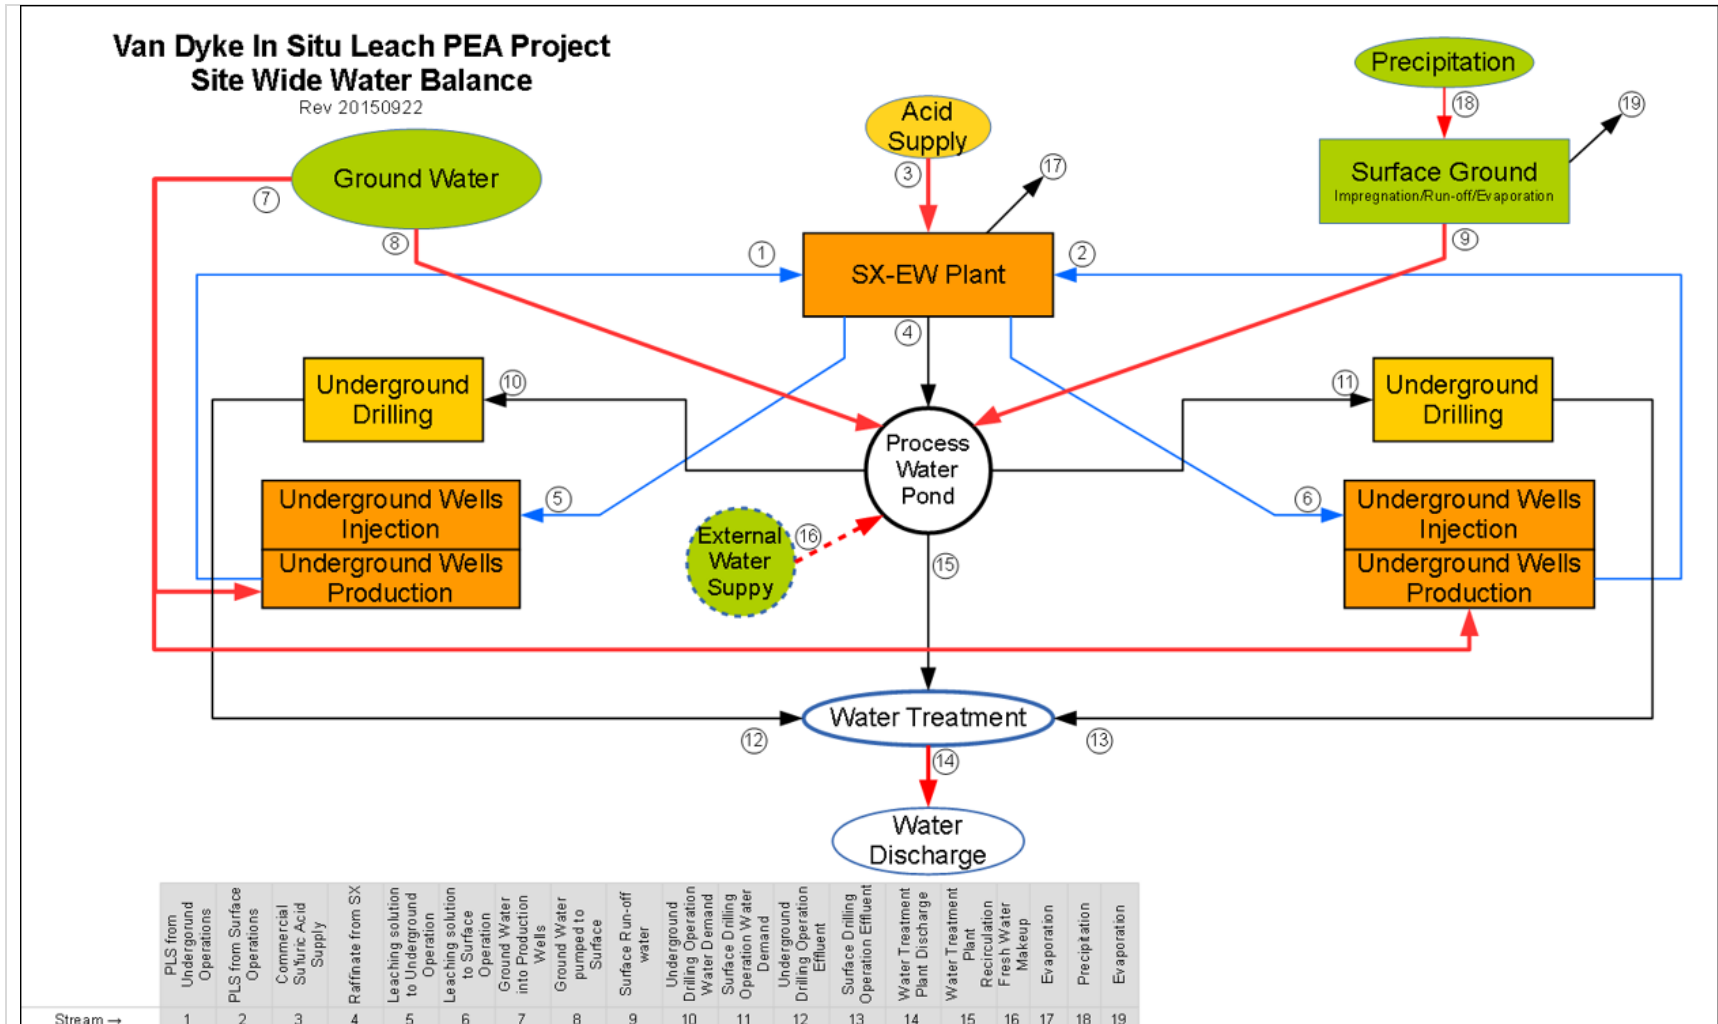 Van Dyke In Situ Leach PEA Project
Site Wide Water Balance
Rev 20150922
Precipitation
18
19
Acid
Supply
3
17
Ground Water
7
8
Surface Ground
Impregnation/Run-off/Evaporation
9
1
SX-EW Plant
2
4
Underground
Drilling
10
11
Underground
Drilling
Process
Water
Pond
Underground Wells
Injection
5
6
Underground Wells
Injection
External
Water
Suppy
16
15
Underground Wells
Production
Underground Wells
Production
Water Treatment
12
13
14
Water
Discharge
PLS from
Undergorund
Operations
PLS from Surface
Operations
Commercial
Sulfuric Acid
Supply
Raffinate from SX
Leaching solution
to Underground
Operation
Leaching solution
to Surface
Operation
Ground Water
into Production
Wells
Ground Water
pumped to
Surface
Surface Run-off
water
Underground
Drilling Operation
Water Demand
Surface Drilling
Operation Water
Demand
Underground
Drilling Operation
Effluent
Surface Drilling
Operation Effluent
Water Treatment
Plant Discharge
Water Treatment
Plant
Recirculation
Fresh Water
Makeup
Evaporation
Precipitation
Evaporation
Stream → 1 2 3 4 5 6 7 8 9 10 11 12 13 14 15 16 17 18 19